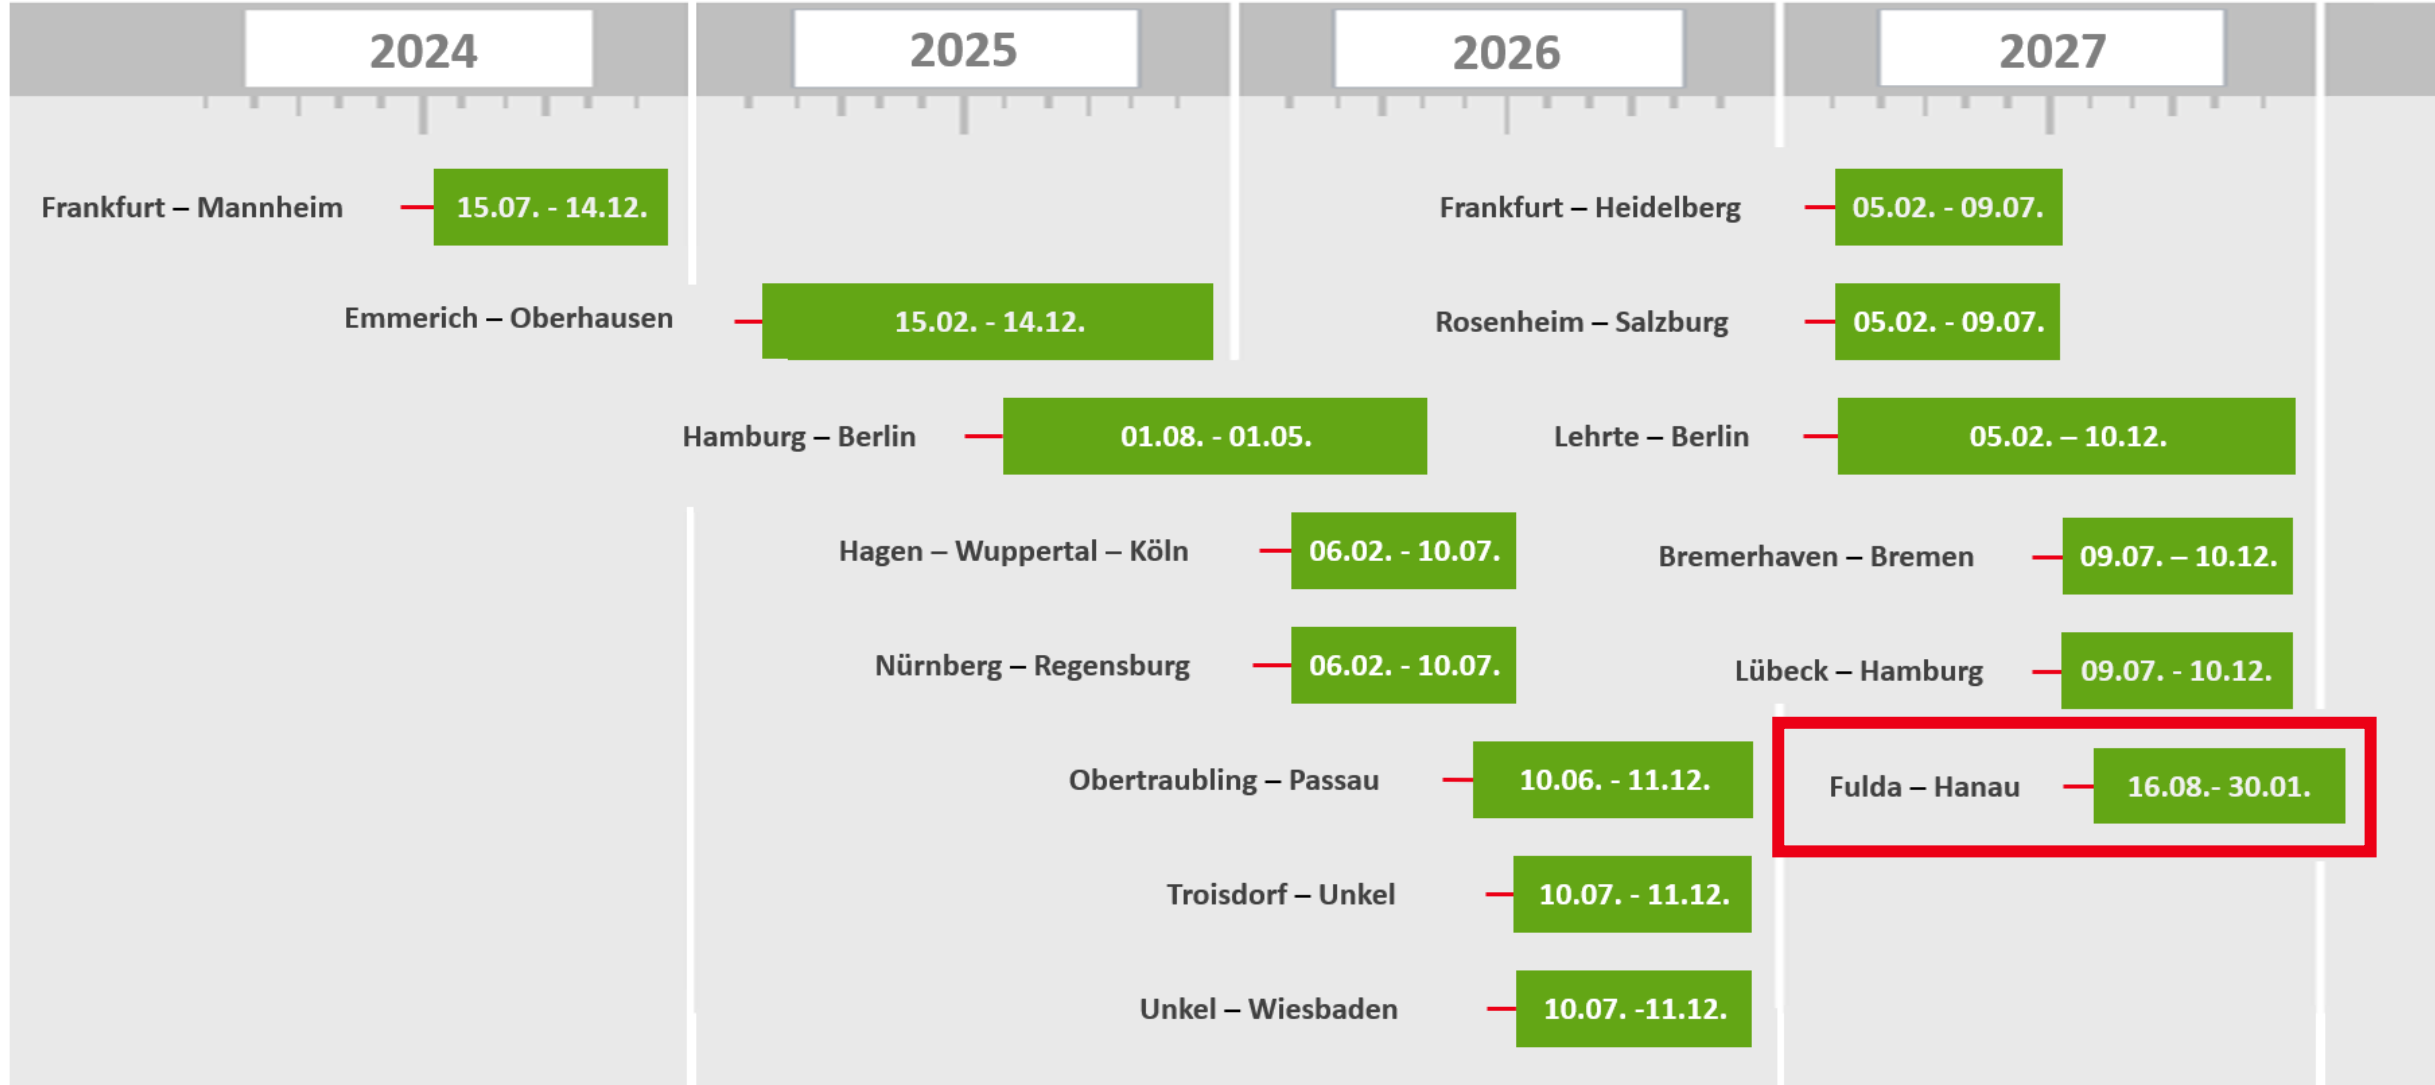 2024
2025
2026
2027
Frankfurt – Mannheim
15.07. - 14.12.
Frankfurt – Heidelberg
05.02. - 09.07.
Emmerich – Oberhausen
15.02. - 14.12.
Rosenheim – Salzburg
05.02. - 09.07.
Hamburg – Berlin
01.08. - 01.05.
Lehrte – Berlin
05.02. – 10.12.
Hagen – Wuppertal – Köln
06.02. - 10.07.
Bremerhaven – Bremen
09.07. – 10.12.
Nürnberg – Regensburg
06.02. - 10.07.
Lübeck – Hamburg
09.07. - 10.12.
Obertraubling – Passau
10.06. - 11.12.
Fulda – Hanau
16.08.- 30.01.
Troisdorf – Unkel
10.07. - 11.12.
Unkel – Wiesbaden
10.07. -11.12.